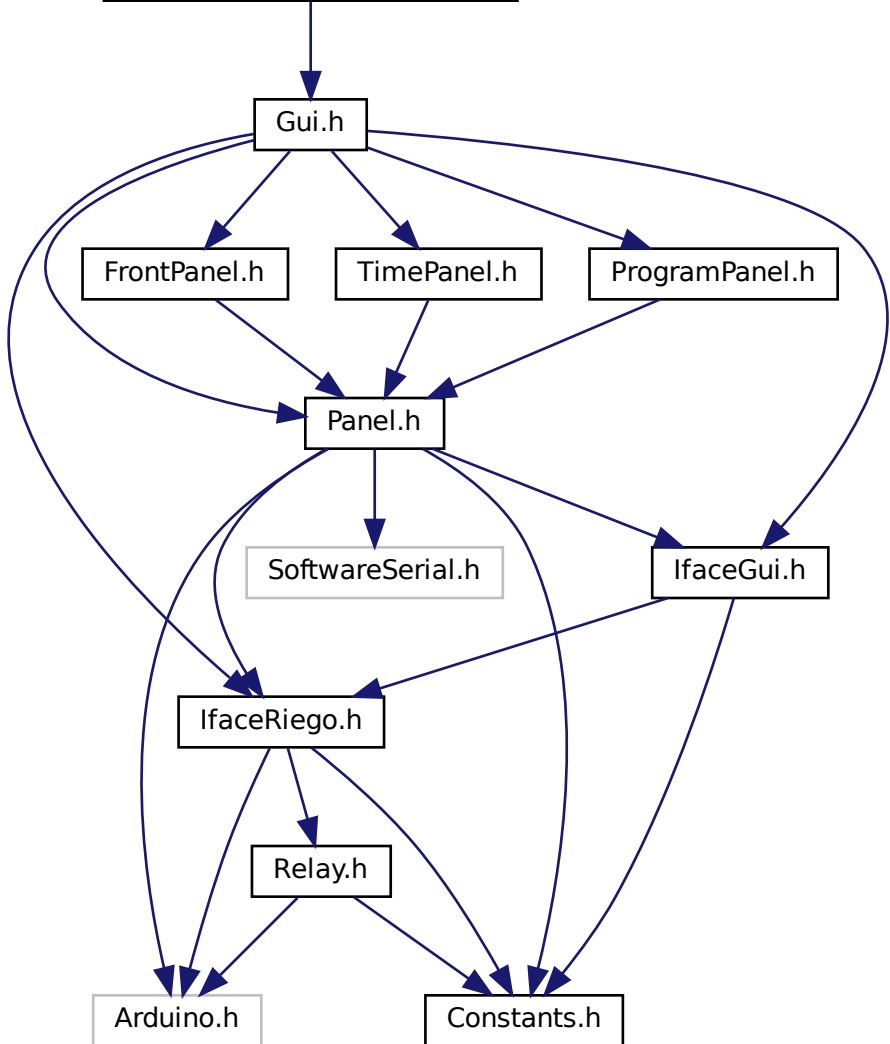 Gui.h
FrontPanel.h
TimePanel.h
ProgramPanel.h
Panel.h
SoftwareSerial.h
IfaceGui.h
IfaceRiego.h
Relay.h
Arduino.h
Constants.h